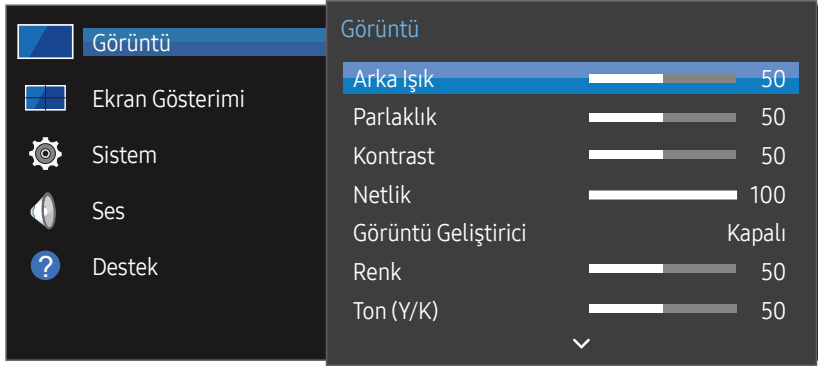 Görüntü
Ekran Gösterimi
Sistem
Ses
?
Destek
Görüntü
Arka Işık 50
Parlaklık 50
Kontrast 50
Netlik 100
Görüntü Geliştirici Kapalı
Renk 50
Ton (Y/K) 50